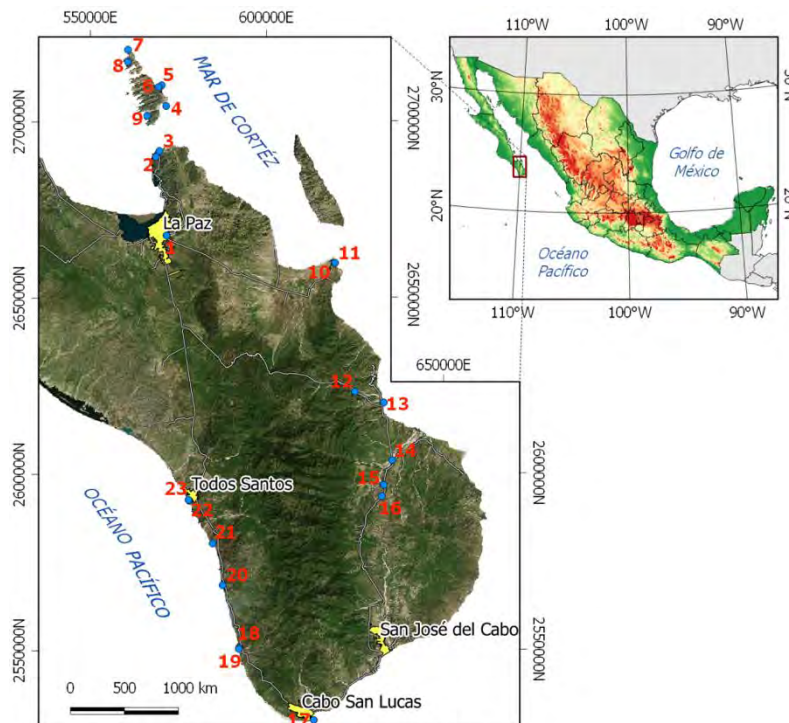 550000E
600000E
7
8
5
6
4
9
3
2
MAR DE CORTÉZ
2700000N
La Paz
11
10
2650000N
2650000N
650000E
12
13
14
15
16
2600000N
2600000N
Todos Santos
23
22
21
20
18
19
OCÉANO PACÍFICO
2550000N
2550000N
San José del Cabo
Cabo San Lucas
17
0 500 1000 km
110°W
100°W
90°W
30°N
20°N
20°N
Golfo de
México
Océano
Pacífico
110°W
100°W
90°W